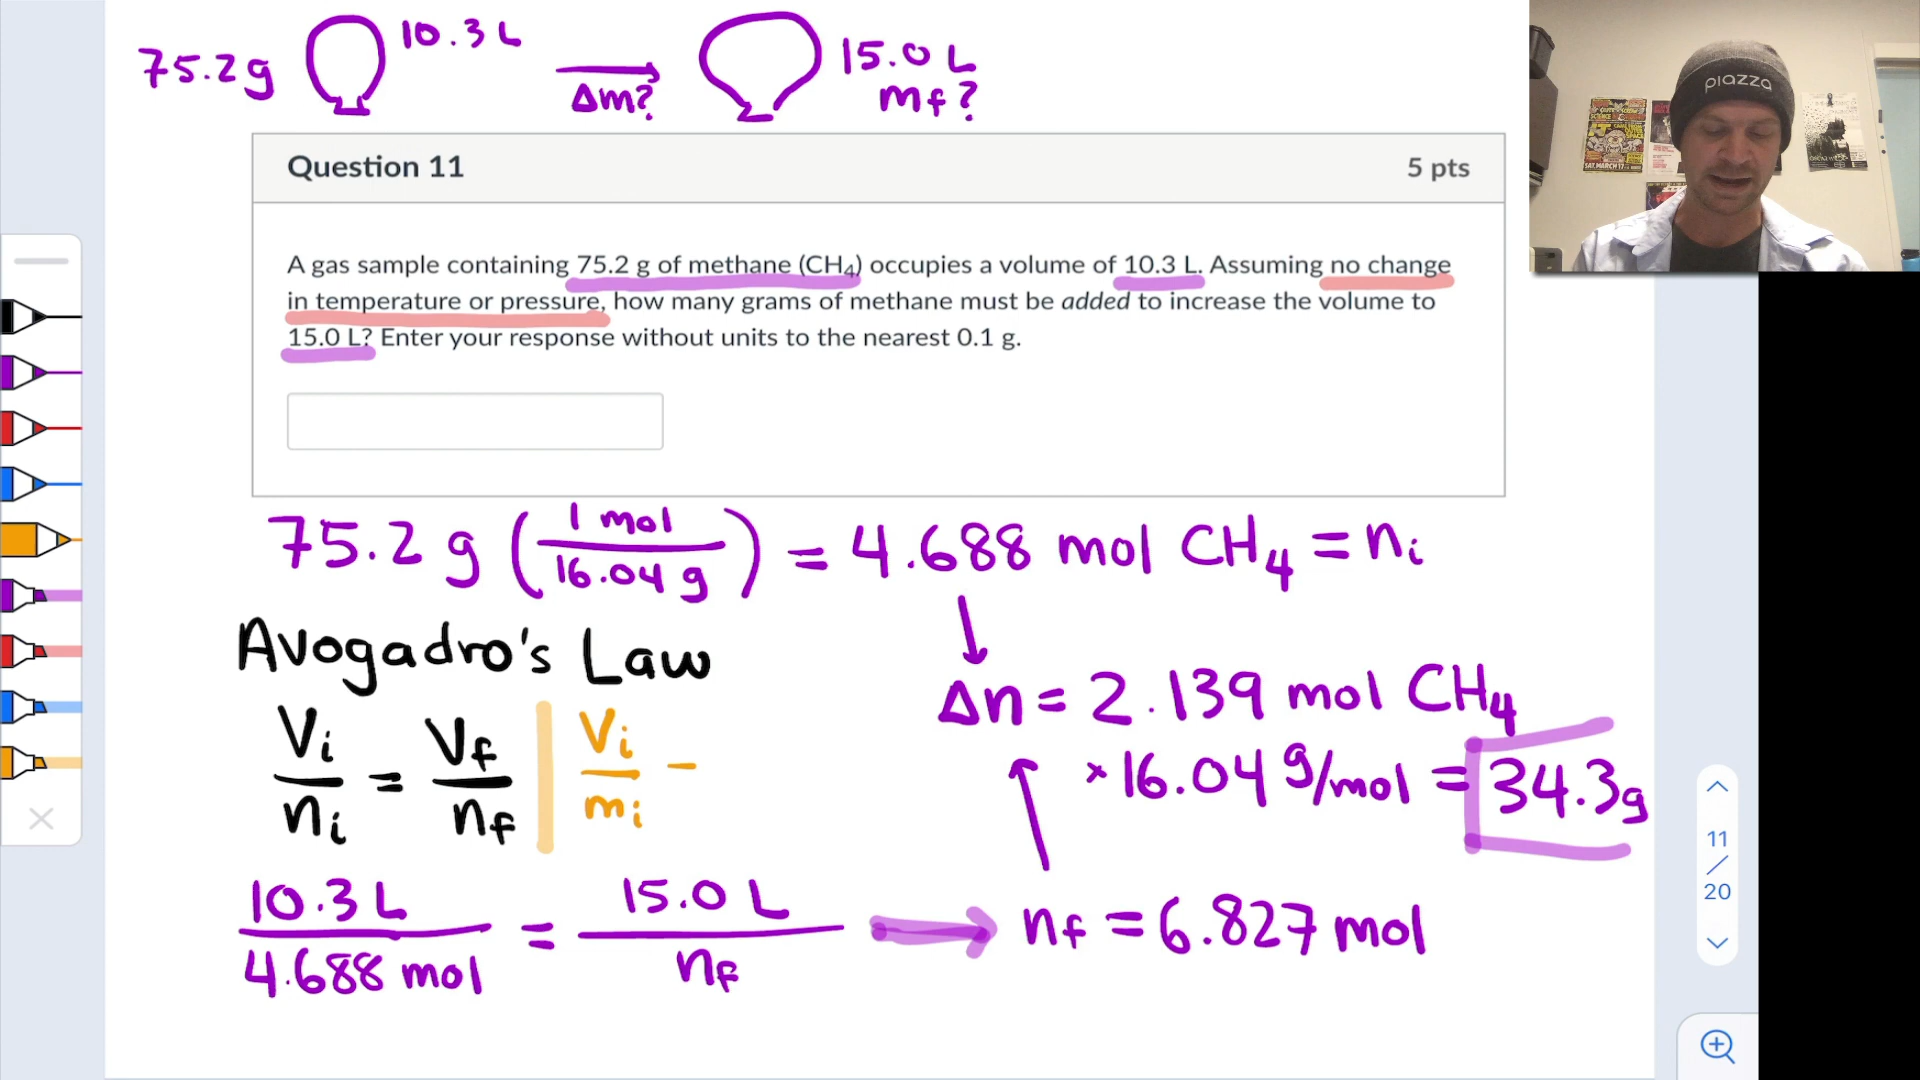 75.2g 10.3 L Δm? 15.0 L
mf?
Question 11 5 pts
A gas sample containing 75.2 g of methane (CH4) occupies a volume of 10.3 L. Assuming no change
in temperature or pressure, how many grams of methane must be added to increase the volume to
15.0 L? Enter your response without units to the nearest 0.1 g.
75.2 g (1 mol / 16.04 g) = 4.688 mol CH4 = ni
Avogadro's Law
Δn = 2.139 mol CH4
Vi/ni = Vf/nf | Vi/mi -
× 16.04 g/mol = 34.3g
10.3 L / 4.688 mol = 15.0 L / nf → nf = 6.827 mol
11
/
20
piazza
SAT. MARCH 17